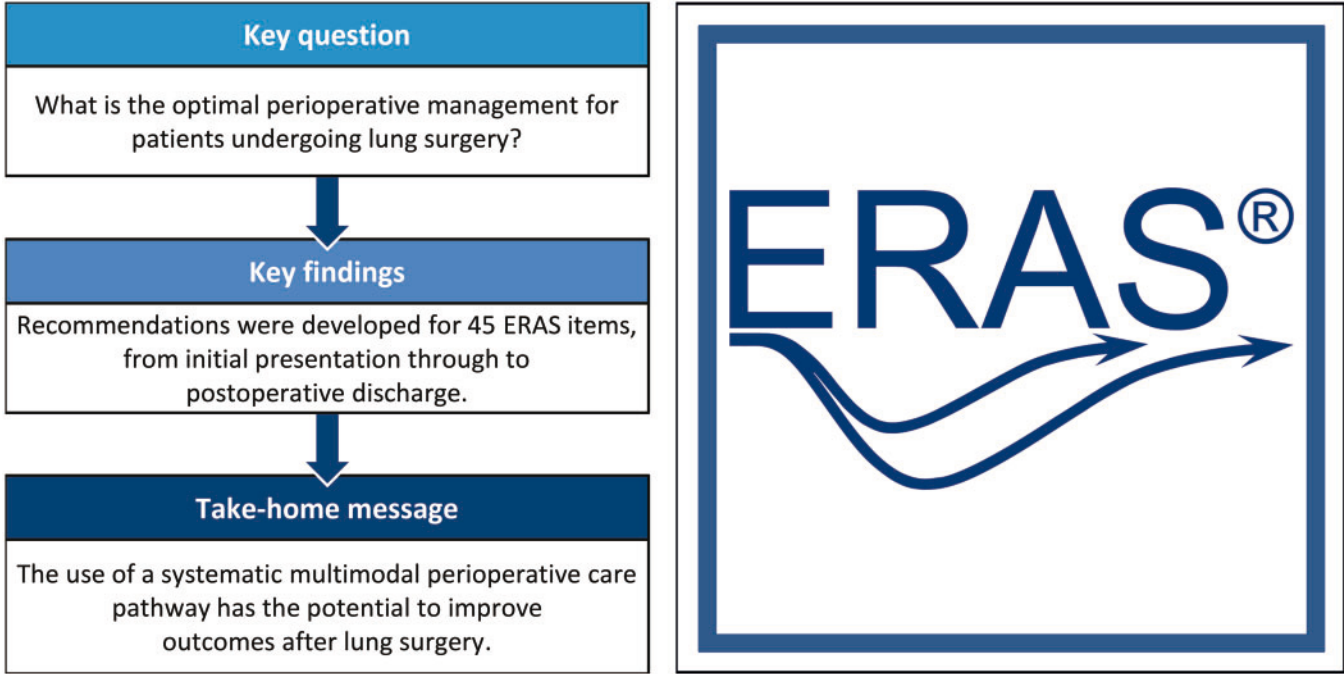 Key question
What is the optimal perioperative management for
patients undergoing lung surgery?
Key findings
Recommendations were developed for 45 ERAS items,
from initial presentation through to
postoperative discharge.
Take-home message
The use of a systematic multimodal perioperative care
pathway has the potential to improve
outcomes after lung surgery.
ERAS®